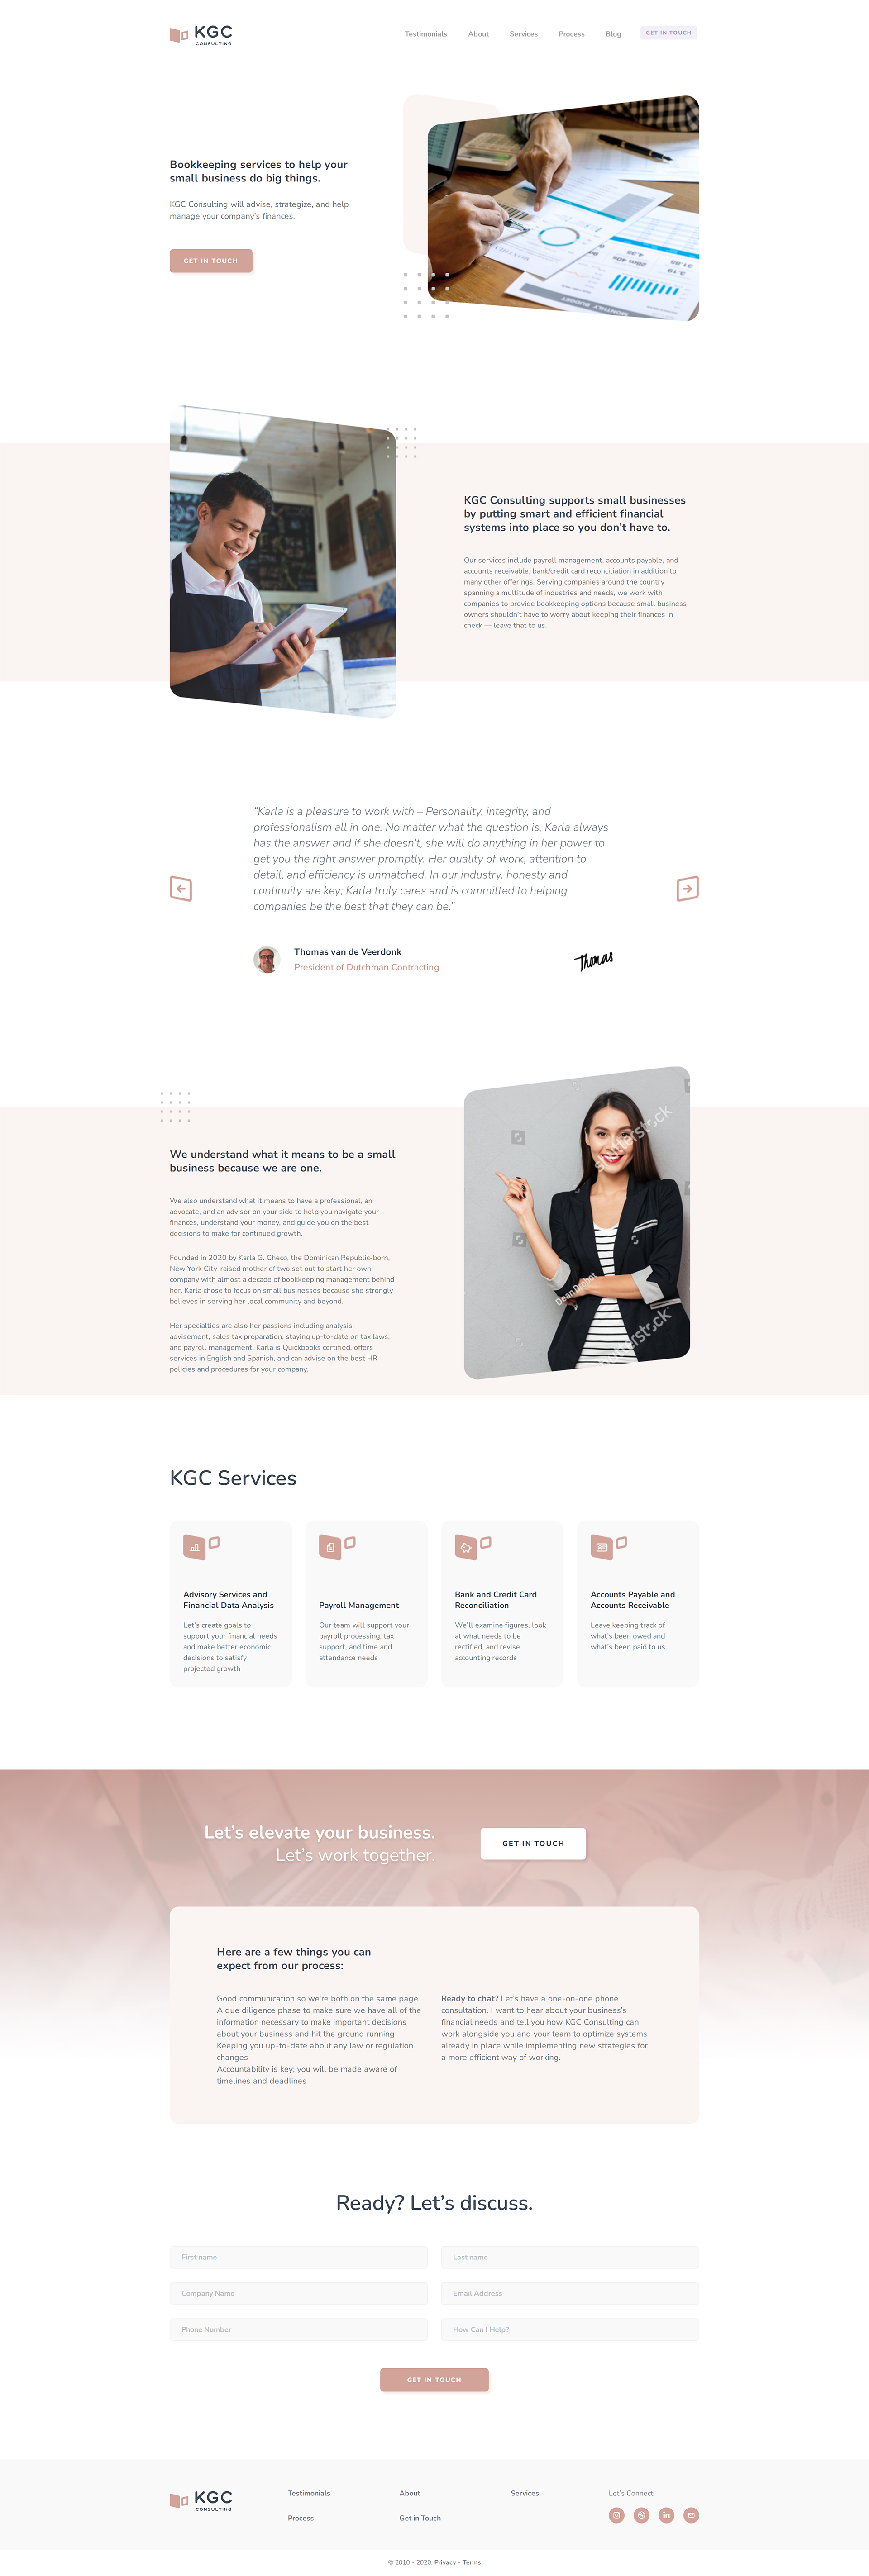 KGC
CONSULTING
Testimonials
About
Services
Process
Blog
GET IN TOUCH
Bookkeeping services to help your
small business do big things.
KGC Consulting will advise, strategize, and help
manage your company's finances.
GET IN TOUCH
MONTHLY BUDGET
KGC Consulting supports small businesses
by putting smart and efficient financial
systems into place so you don't have to.
Our services include payroll management, accounts payable, and
accounts receivable, bank/credit card reconciliation in addition to
many other offerings. Serving companies around the country
spanning a multitude of industries and needs, we work with
companies to provide bookkeeping options because small business
owners shouldn't have to worry about keeping their finances in
check — leave that to us.
"Karla is a pleasure to work with – Personality, integrity, and
professionalism all in one. No matter what the question is, Karla always
has the answer and if she doesn't, she will do anything in her power to
get you the right answer promptly. Her quality of work, attention to
detail, and efficiency is unmatched. In our industry, honesty and
continuity are key; Karla truly cares and is committed to helping
companies be the best that they can be."
Thomas van de Veerdonk
President of Dutchman Contracting
Thomas
We understand what it means to be a small
business because we are one.
We also understand what it means to have a professional, an
advocate, and an advisor on your side to help you navigate your
finances, understand your money, and guide you on the best
decisions to make for continued growth.
Founded in 2020 by Karla G. Checo, the Dominican Republic-born,
New York City-raised mother of two set out to start her own
company with almost a decade of bookkeeping management behind
her. Karla chose to focus on small businesses because she strongly
believes in serving her local community and beyond.
Her specialties are also her passions including analysis,
advisement, sales tax preparation, staying up-to-date on tax laws,
and payroll management. Karla is Quickbooks certified, offers
services in English and Spanish, and can advise on the best HR
policies and procedures for your company.
shutterstock
Dean Drobot
shutterstock
KGC Services
Advisory Services and
Financial Data Analysis
Let's create goals to
support your financial needs
and make better economic
decisions to satisfy
projected growth
Payroll Management
Our team will support your
payroll processing, tax
support, and time and
attendance needs
Bank and Credit Card
Reconciliation
We'll examine figures, look
at what needs to be
rectified, and revise
accounting records
Accounts Payable and
Accounts Receivable
Leave keeping track of
what's been owed and
what's been paid to us.
Let's elevate your business.
Let's work together.
GET IN TOUCH
Here are a few things you can
expect from our process:
Good communication so we're both on the same page
A due diligence phase to make sure we have all of the
information necessary to make important decisions
about your business and hit the ground running
Keeping you up-to-date about any law or regulation
changes
Accountability is key; you will be made aware of
timelines and deadlines
Ready to chat? Let's have a one-on-one phone
consultation. I want to hear about your business's
financial needs and tell you how KGC Consulting can
work alongside you and your team to optimize systems
already in place while implementing new strategies for
a more efficient way of working.
Ready? Let's discuss.
First name
Last name
Company Name
Email Address
Phone Number
How Can I Help?
GET IN TOUCH
KGC
CONSULTING
Testimonials
About
Services
Let's Connect
Process
Get in Touch
© 2010 - 2020. Privacy - Terms